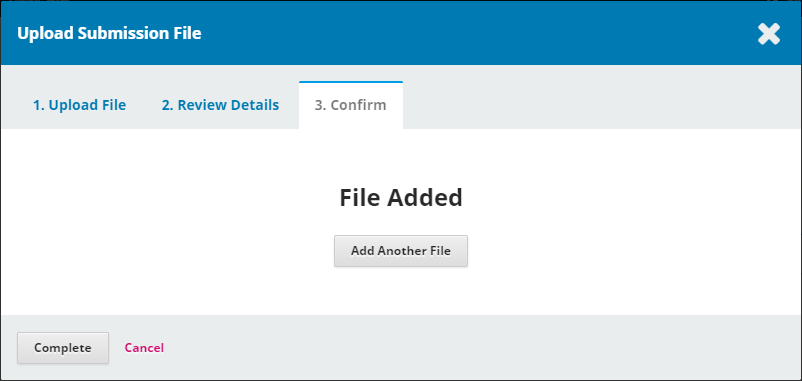 Upload Submission File
1. Upload File 2. Review Details 3. Confirm
File Added
Add Another File
Complete Cancel